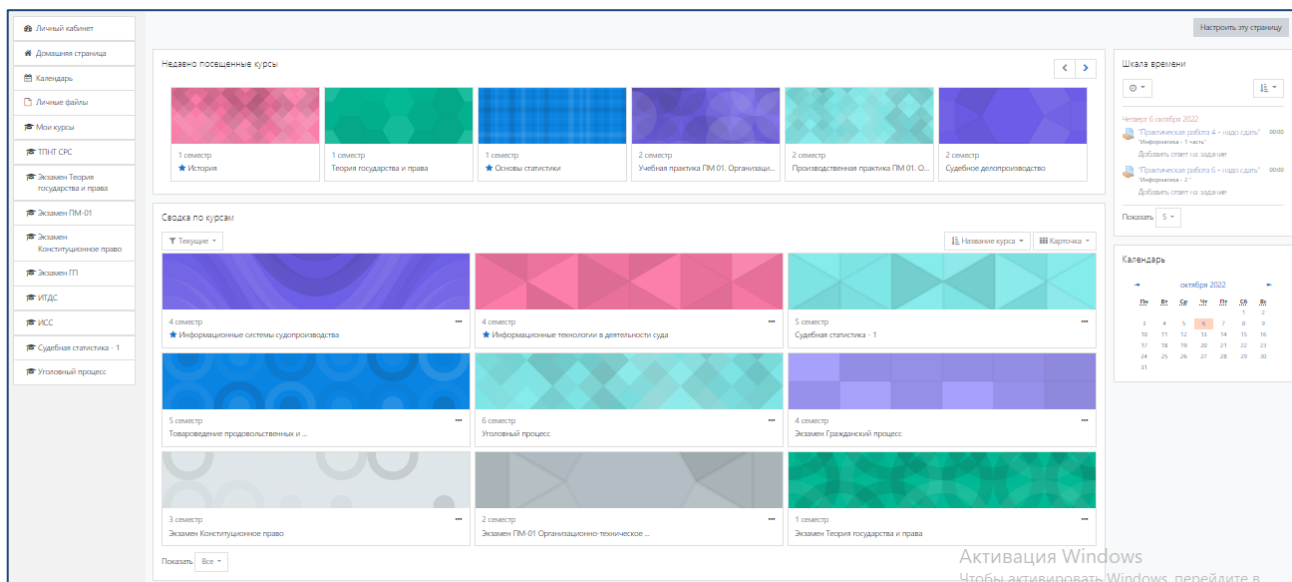 Личный кабинет
Домашняя страница
Календарь
Личные файлы
Мои курсы
ТПНТ СРС
Экзамен Теория
государства и права
Экзамен ПМ-01
Экзамен
Конституционное право
Экзамен ГП
ИТДС
ИСС
Судебная статистика - 1
Уголовный процесс
Настроить эту страницу
Недавно посещенные курсы
1 семестр
История
1 семестр
Теория государства и права
1 семестр
Основы статистики
2 семестр
Учебная практика ПМ 01. Организаци...
2 семестр
Производственная практика ПМ 01. О...
2 семестр
Судебное делопроизводство
Сводка по курсам
Текущие
Название курса
Карточка
4 семестр
Информационные системы судопроизводства
4 семестр
Информационные технологии в деятельности суда
5 семестр
Судебная статистика - 1
5 семестр
Товароведение продовольственных и ...
6 семестр
Уголовный процесс
4 семестр
Экзамен Гражданский процесс
3 семестр
Экзамен Конституционное право
2 семестр
Экзамен ПМ-01 Организационно-техническое ...
1 семестр
Экзамен Теория государства и права
Показать Все
Шкала времени
Четверг 6 октября 2022
"Практическая работа 4 - надо сдать" 00:00
"Информатика - 1 часть"
Добавить ответ на задание
"Практическая работа 6 - надо сдать" 00:00
"Информатика - 2 "
Добавить ответ на задание
Показать 5
Календарь
октября 2022
Пн Вт Ср Чт Пт Сб Вс
1 2
3 4 5 6 7 8 9
10 11 12 13 14 15 16
17 18 19 20 21 22 23
24 25 26 27 28 29 30
31
Активация Windows
Чтобы активировать Windows, перейдите в